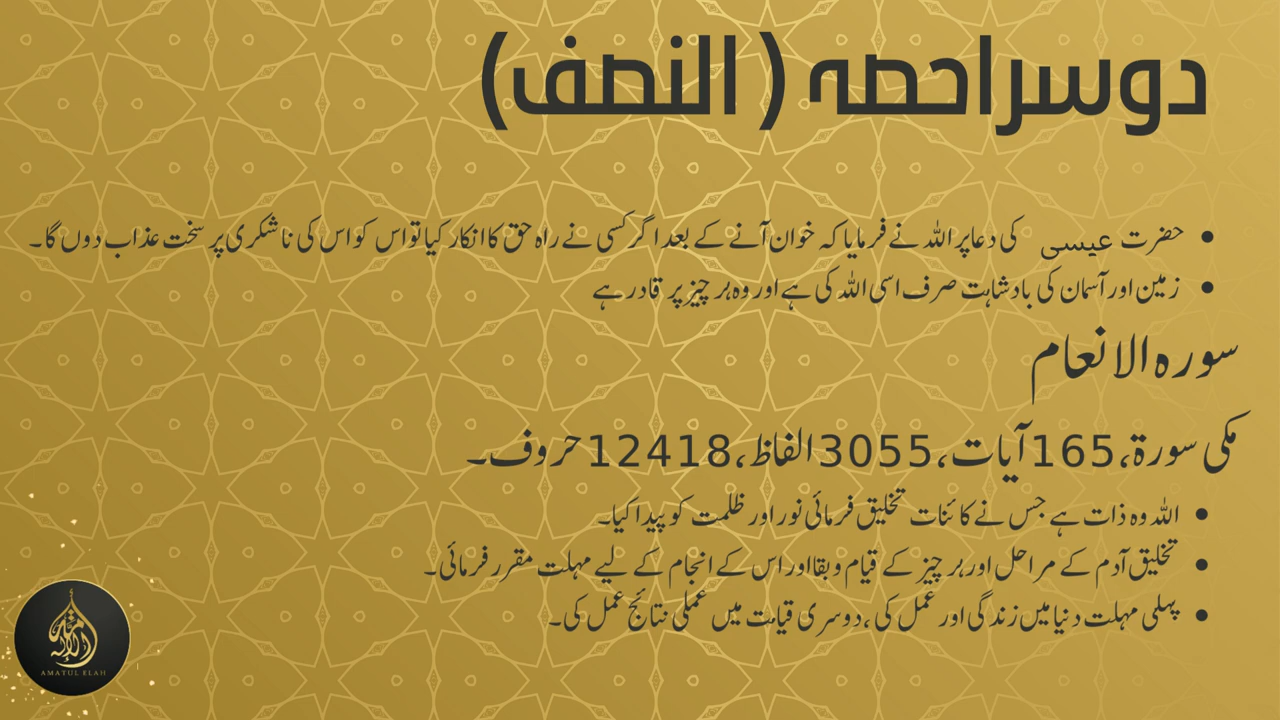 دوسراحصہ ( النصف)
• حضرت عیسی کی دعاپر اللہ نے فرمایا کہ خوان آنے کے بعد اگر کسی نے راہ حق کا انکار کیا تو اس کو اس کی ناشکری پر سخت عذاب دوں گا۔
• زمین اور آسمان کی بادشاہت صرف اسی اللہ کی ہے اور وہ ہر چیز پر قادر ہے
سورہ الانعام
مکی سورۃ، 165 آیات، 3055 الفاظ، 12418 حروف۔
• اللہ وہ ذات ہے جس نے کائنات تخلیق فرمائی نور اور ظلمت کو پیدا کیا۔
• تخلیق آدم کے مراحل اور ہر چیز کے قیام و بقا اور اس کے انجام کے لیے مہلت مقرر فرمائی۔
• پہلی مہلت دنیا میں زندگی اور عمل کی، دوسری قیامت میں عملی نتائج عمل کی۔
AMATUL ELAH